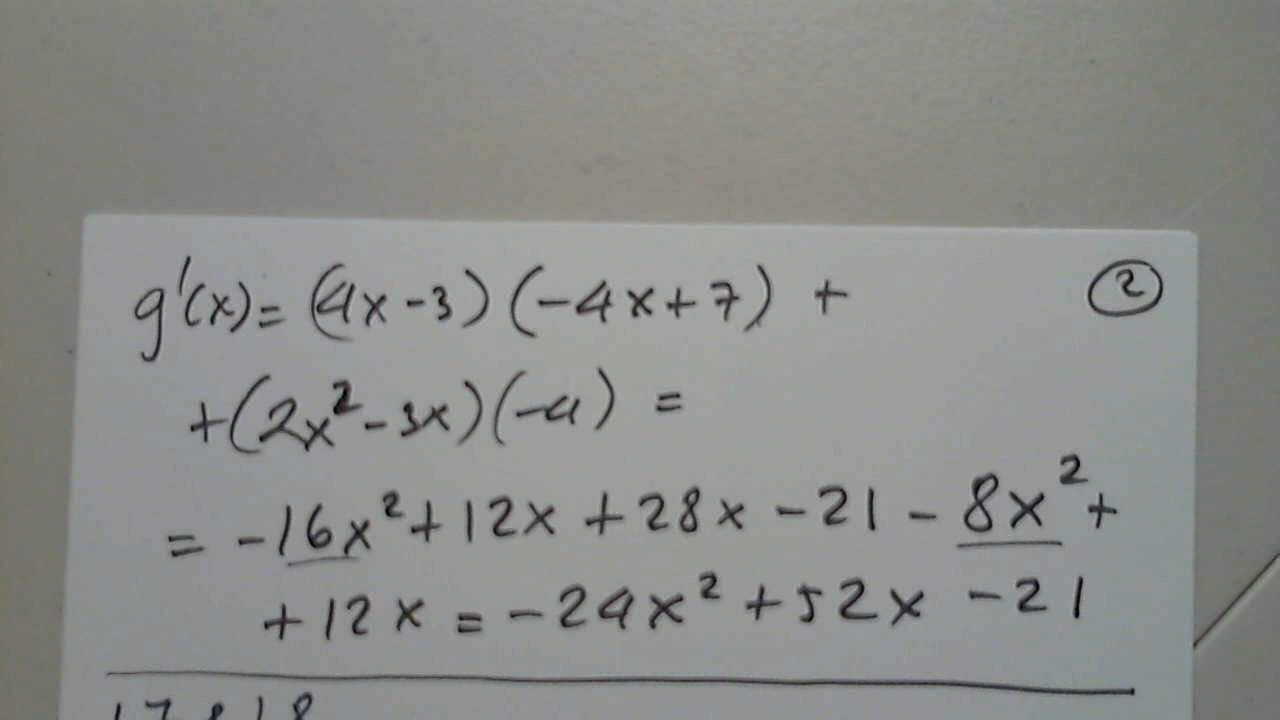 g'(x)= (4x-3)(-4x+7) +
②
+(2x²-3x)(-4) =
= -16x²+12x+28x-21-8x²+
+12x = -24x²+52x-21